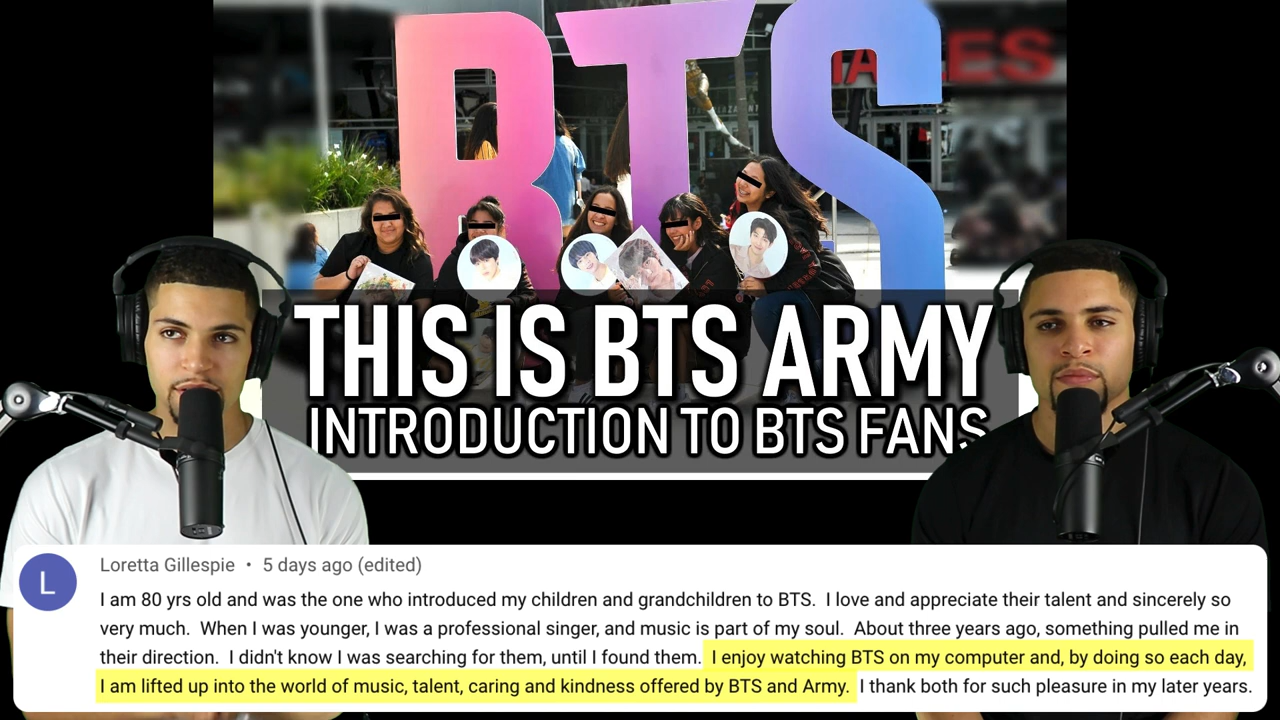 BTS
LES
THIS IS BTS ARMY
INTRODUCTION TO BTS FANS
L
Loretta Gillespie • 5 days ago (edited)
I am 80 yrs old and was the one who introduced my children and grandchildren to BTS. I love and appreciate their talent and sincerely so
very much. When I was younger, I was a professional singer, and music is part of my soul. About three years ago, something pulled me in
their direction. I didn't know I was searching for them, until I found them. I enjoy watching BTS on my computer and, by doing so each day,
I am lifted up into the world of music, talent, caring and kindness offered by BTS and Army. I thank both for such pleasure in my later years.